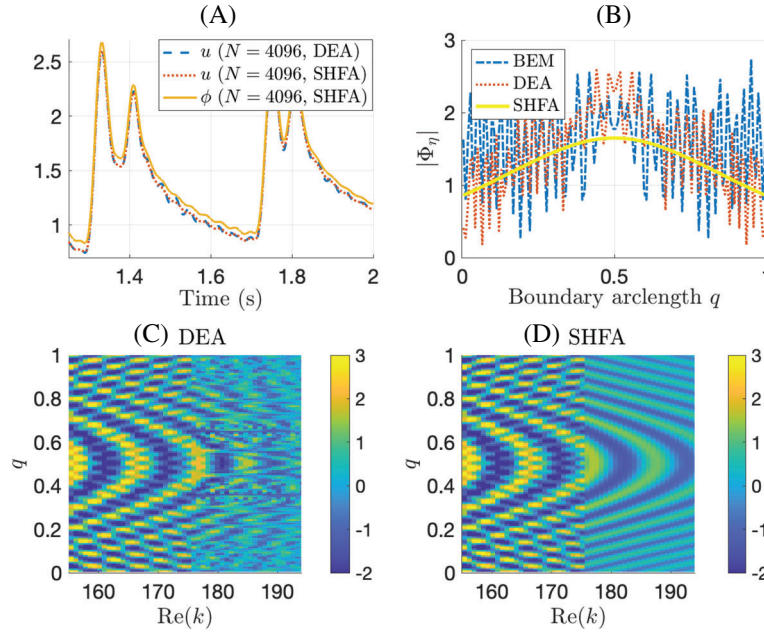 (A)
u (N = 4096, DEA)
u (N = 4096, SHFA)
ϕ (N = 4096, SHFA)
2.5
2
1.5
1
1.4 1.6 1.8 2
Time (s)
(B)
BEM
DEA
SHFA
|Φη|
3
2
1
0
0 0.5 1
Boundary arclength q
(C) DEA
q
1
0.8
0.6
0.4
0.2
0
160 170 180 190
Re(k)
3
2
1
0
-1
-2
(D) SHFA
q
1
0.8
0.6
0.4
0.2
0
160 170 180 190
Re(k)
3
2
1
0
-1
-2